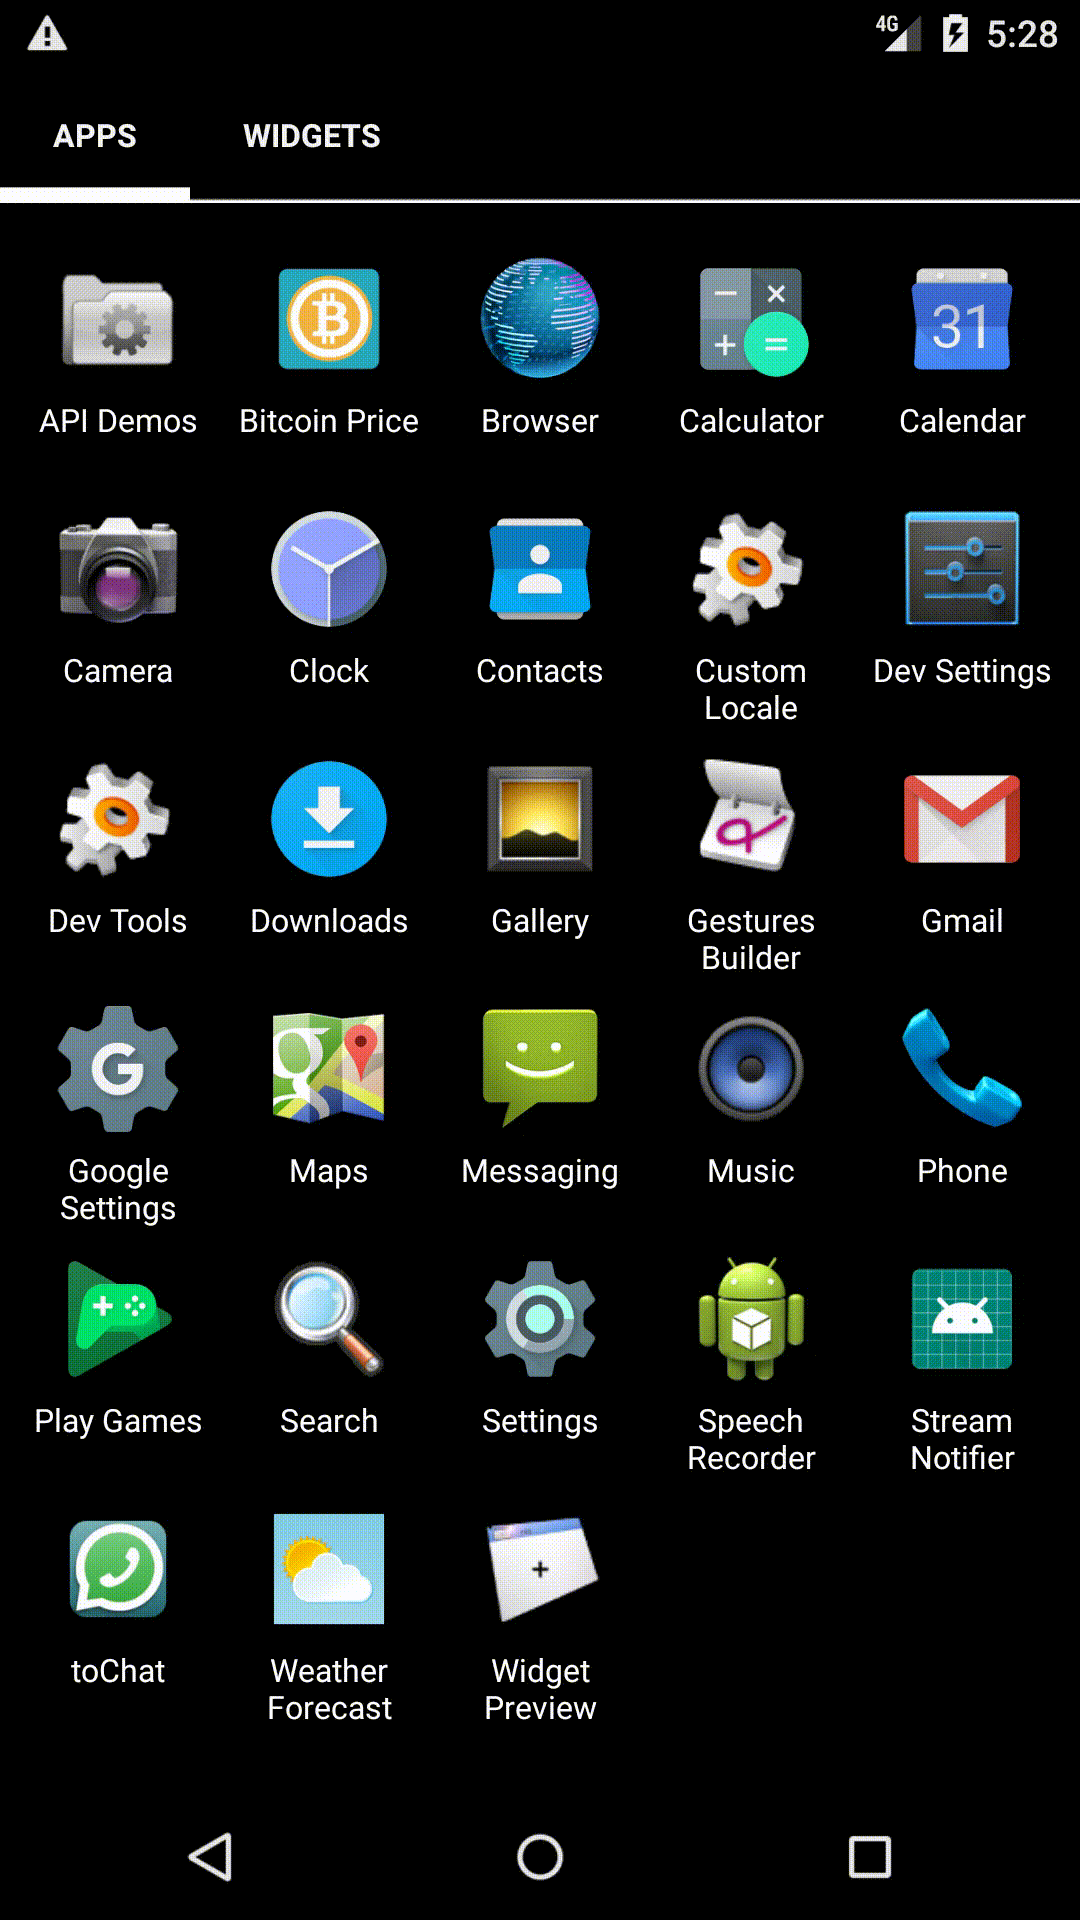 4G 5:28
APPS WIDGETS
31
API Demos Bitcoin Price Browser Calculator Calendar
Camera Clock Contacts Custom Locale Dev Settings
Dev Tools Downloads Gallery Gestures Builder Gmail
Google Settings Maps Messaging Music Phone
Play Games Search Settings Speech Recorder Stream Notifier
toChat Weather Forecast Widget Preview